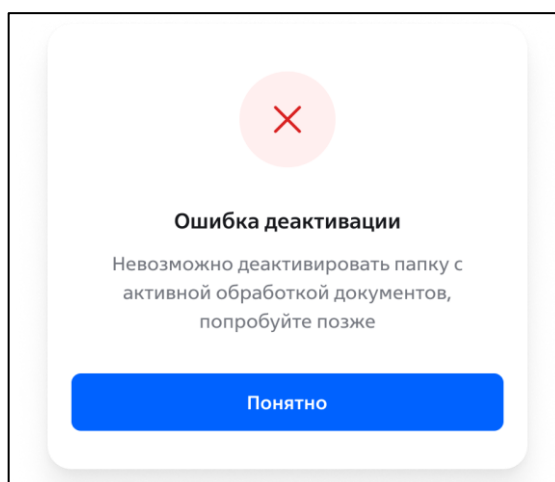 Ошибка деактивации
Невозможно деактивировать папку с
активной обработкой документов,
попробуйте позже
Понятно